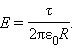 E = τ / 2πε₀R.